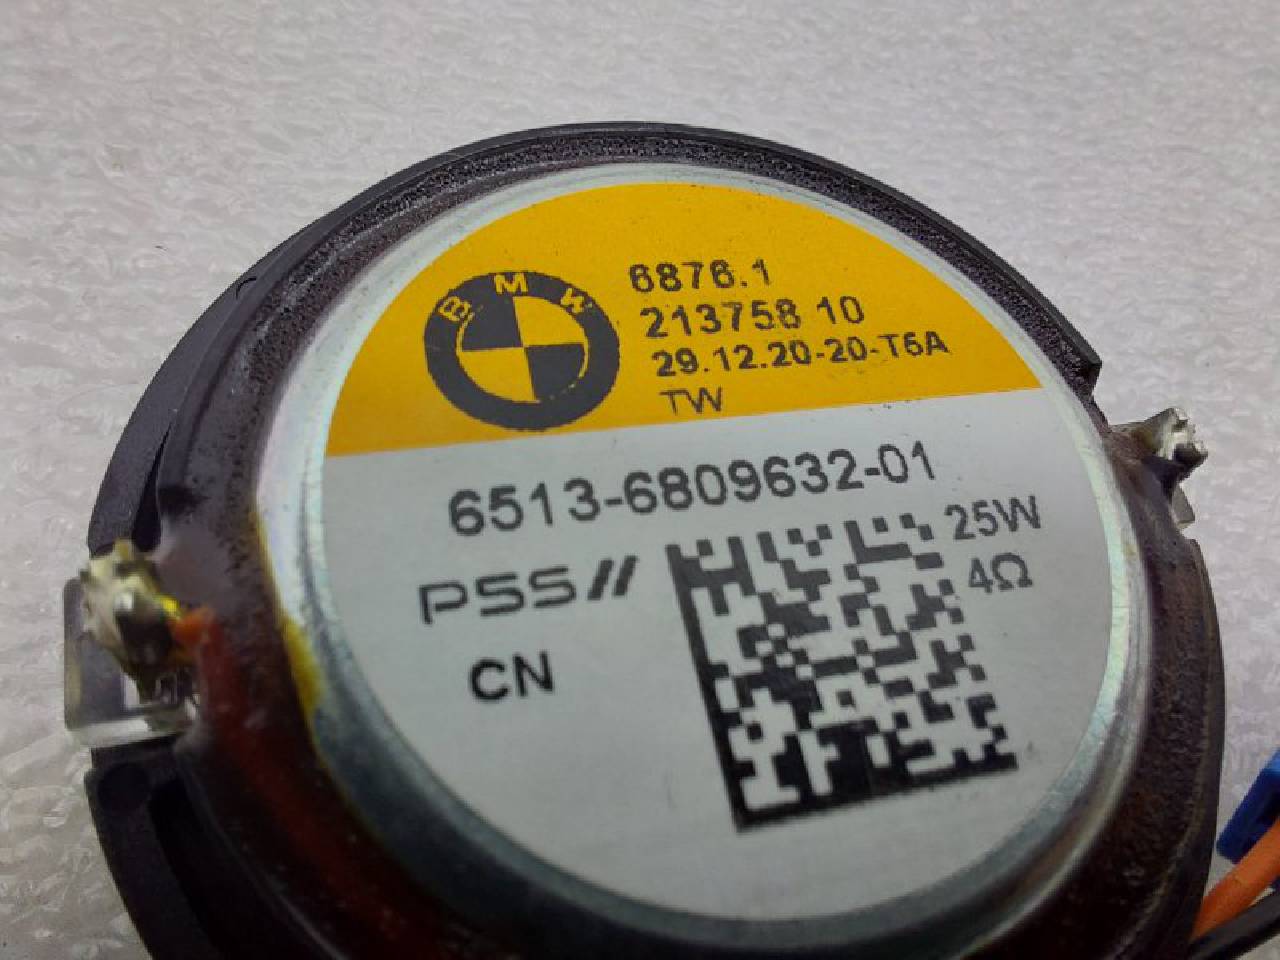 BMW
6876.1
213758 10
29.12.20-20-T6A
TW
6513-6809632-01
PSS//
25W
4Ω
CN